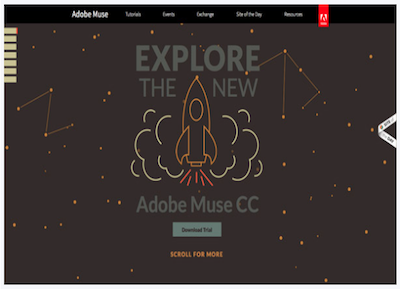 Adobe Muse Tutorials Events Exchange Site of the Day Resources
EXPLORE
THE NEW
Adobe Muse CC
Download Trial
SCROLL FOR MORE